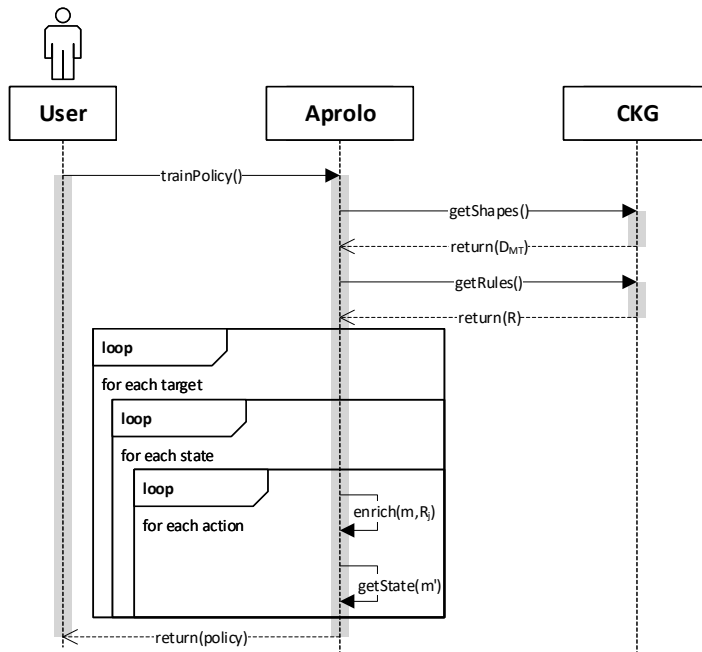 User
Aprolo
CKG
trainPolicy()
getShapes()
return(D_MT)
getRules()
return(R)
loop
for each target
loop
for each state
loop
enrich(m,R_j)
for each action
getState(m')
return(policy)